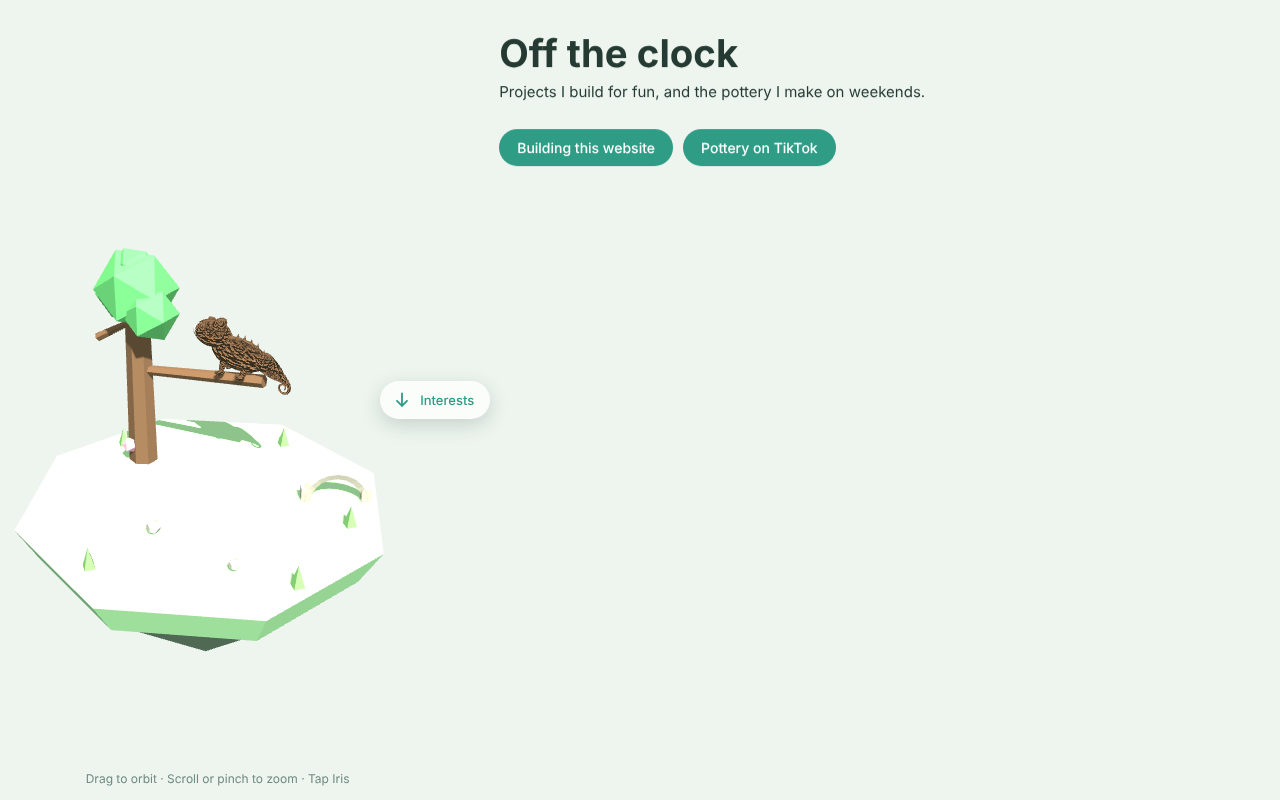 Off the clock
Projects I build for fun, and the pottery I make on weekends.
Building this website
Pottery on TikTok
Interests
Drag to orbit · Scroll or pinch to zoom · Tap Iris